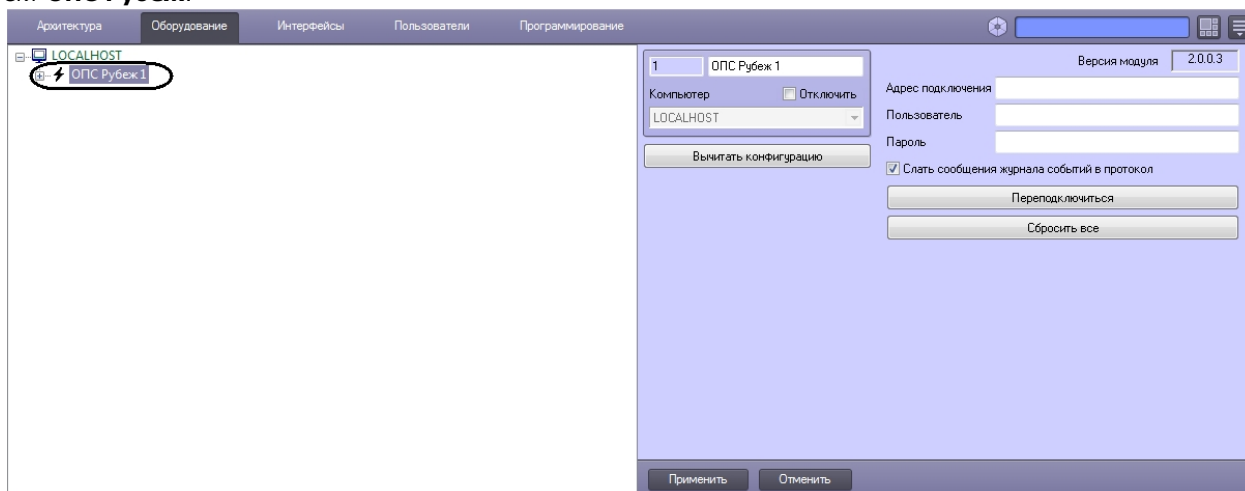 ОПС Рубеж.
Архитектура Оборудование Интерфейсы Пользователи Программирование
LOCALHOST
ОПС Рубеж 1
1 ОПС Рубеж 1
Компьютер Отключить
LOCALHOST
Вычитать конфигурацию
Версия модуля 2.0.0.3
Адрес подключения
Пользователь
Пароль
Слать сообщения журнала событий в протокол
Переподключиться
Сбросить все
Применить Отменить